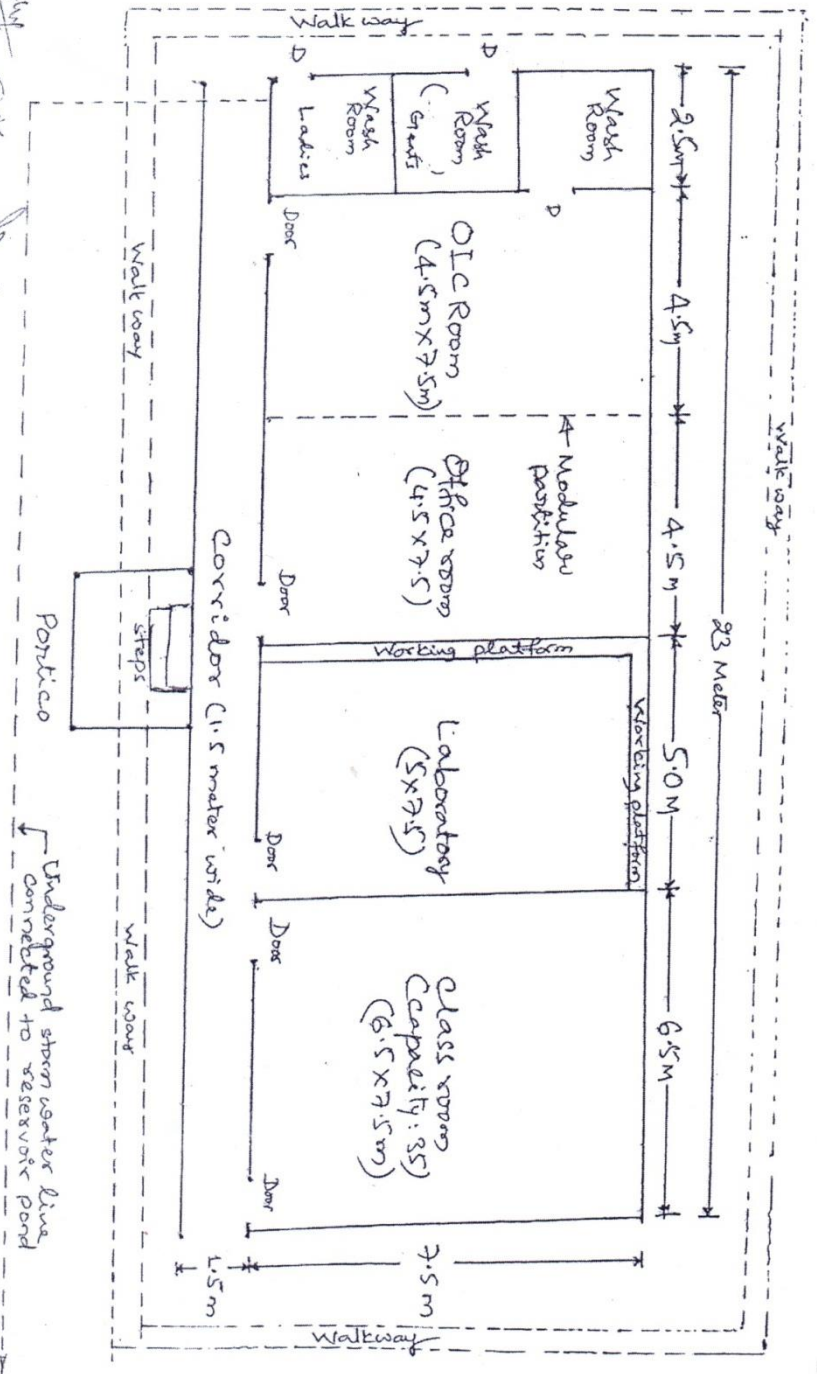 Walk way
23 Meter
2.5m
4.5m
4.5 m
5.0 M
6.5M
Wash
Room
D
Wash
Room
(Gents)
D
Wash
Room
Ladies
D
OIC Room
(4.5m x 7.5m)
Door
Modular
partition
Office room
(4.5 x 7.5)
Door
Working platform
Working platform
Laboratory
(5 x 7.5)
Door
Class room
(capacity: 35)
(6.5 x 7.5m)
Door
Door
7.5 m
1.5 m
Corridor (1.5 meter wide)
Walk way
Walkway
Walk way
steps
Walk way
Portico
Underground storm water line
connected to reservoir pond